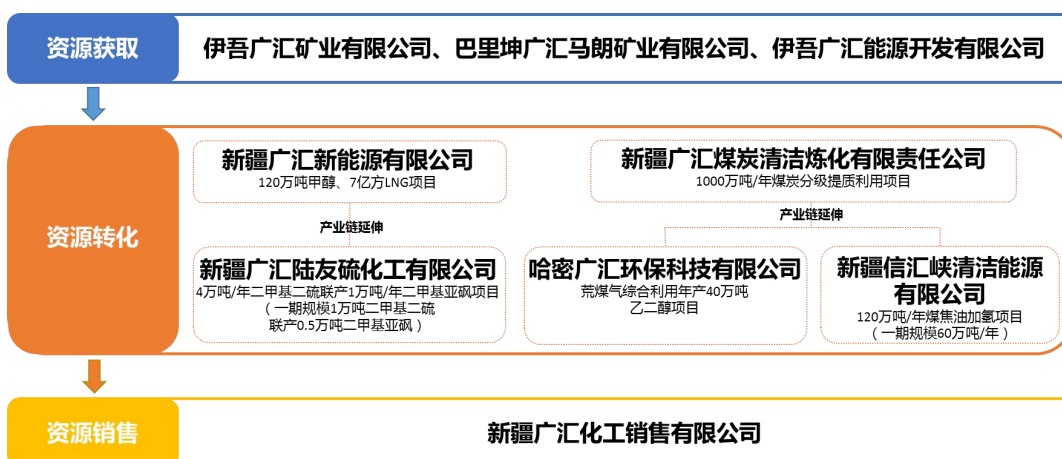 资源获取
伊吾广汇矿业有限公司、巴里坤广汇马朗矿业有限公司、伊吾广汇能源开发有限公司
资源转化
新疆广汇新能源有限公司
120万吨甲醇、7亿方LNG项目
新疆广汇煤炭清洁炼化有限责任公司
1000万吨/年煤炭分级提质利用项目
产业链延伸
产业链延伸
新疆广汇陆友硫化工有限公司
4万吨/年二甲基二硫联产1万吨/年二甲基亚砜项目
（一期规模1万吨二甲基二硫
联产0.5万吨二甲基亚砜）
哈密广汇环保科技有限公司
荒煤气综合利用年产40万吨
乙二醇项目
新疆信汇峡清洁能源
有限公司
120万吨/年煤焦油加氢项目
（一期规模60万吨/年）
资源销售
新疆广汇化工销售有限公司